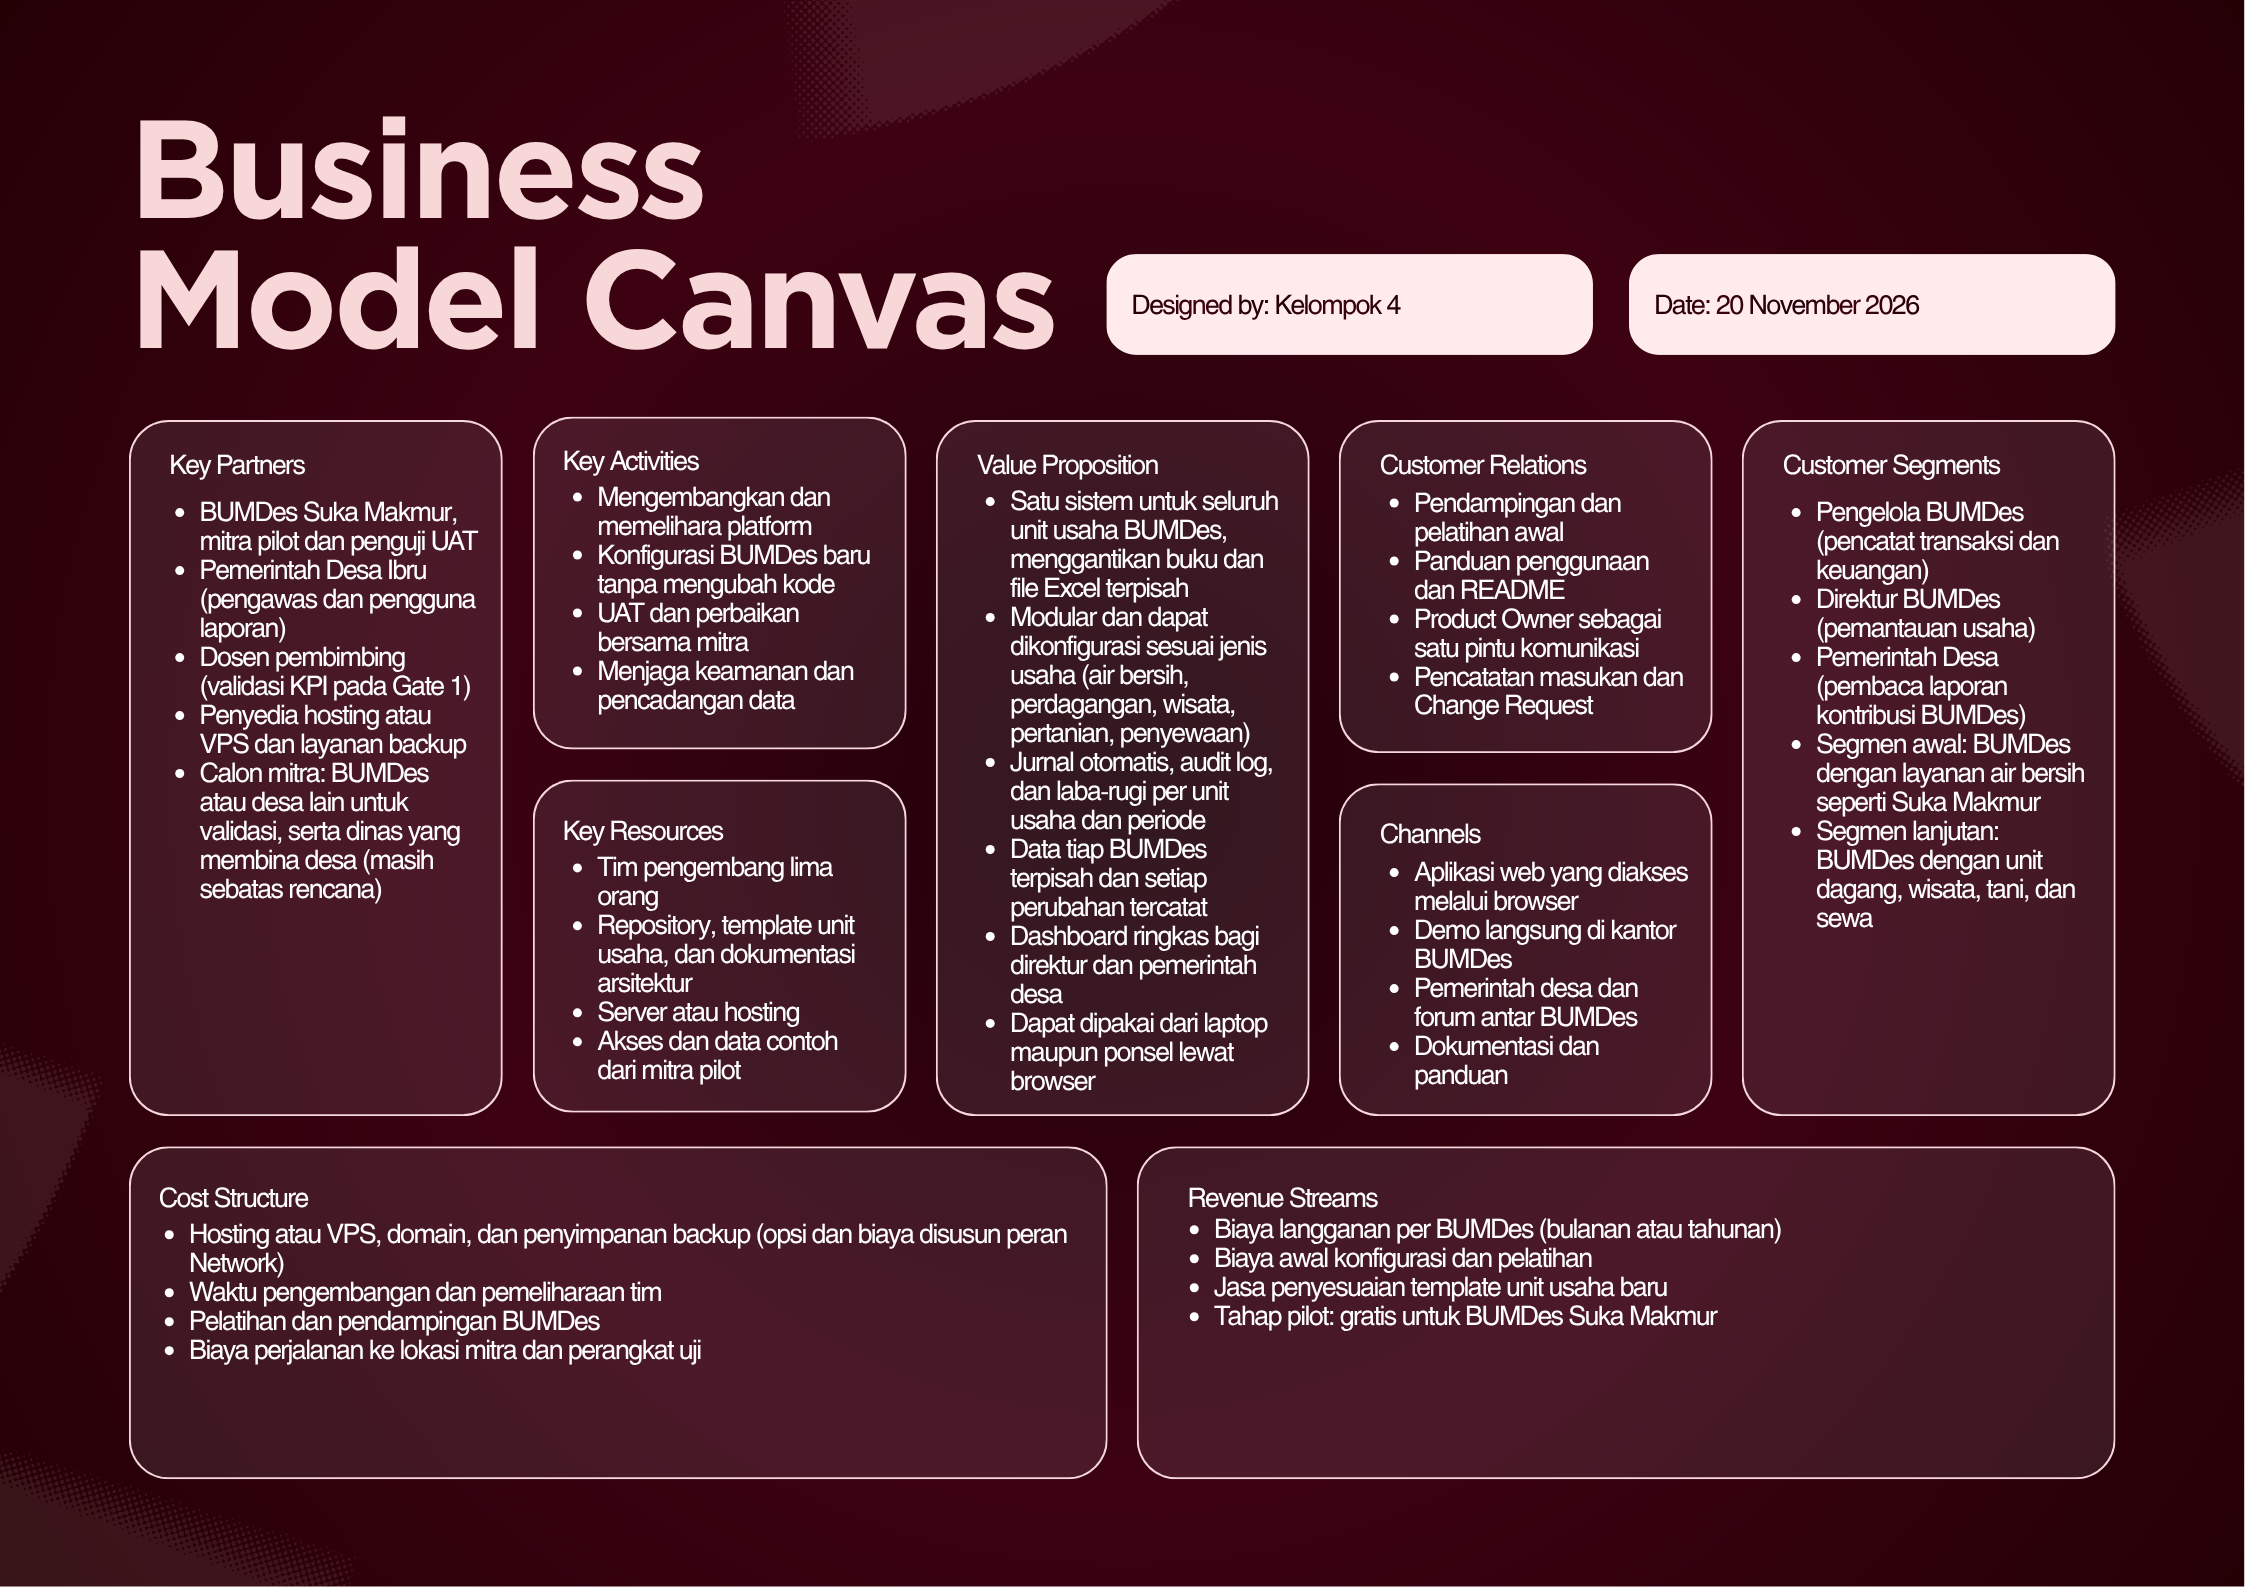 Business
Model Canvas
Designed by: Kelompok 4
Date: 20 November 2026
Key Partners
• BUMDes Suka Makmur,
mitra pilot dan penguji UAT
• Pemerintah Desa Ibru
(pengawas dan pengguna
laporan)
• Dosen pembimbing
(validasi KPI pada Gate 1)
• Penyedia hosting atau
VPS dan layanan backup
• Calon mitra: BUMDes
atau desa lain untuk
validasi, serta dinas yang
membina desa (masih
sebatas rencana)
Key Activities
• Mengembangkan dan
memelihara platform
• Konfigurasi BUMDes baru
tanpa mengubah kode
• UAT dan perbaikan
bersama mitra
• Menjaga keamanan dan
pencadangan data
Key Resources
• Tim pengembang lima
orang
• Repository, template unit
usaha, dan dokumentasi
arsitektur
• Server atau hosting
• Akses dan data contoh
dari mitra pilot
Value Proposition
• Satu sistem untuk seluruh
unit usaha BUMDes,
menggantikan buku dan
file Excel terpisah
• Modular dan dapat
dikonfigurasi sesuai jenis
usaha (air bersih,
perdagangan, wisata,
pertanian, penyewaan)
• Jurnal otomatis, audit log,
dan laba-rugi per unit
usaha dan periode
• Data tiap BUMDes
terpisah dan setiap
perubahan tercatat
• Dashboard ringkas bagi
direktur dan pemerintah
desa
• Dapat dipakai dari laptop
maupun ponsel lewat
browser
Customer Relations
• Pendampingan dan
pelatihan awal
• Panduan penggunaan
dan README
• Product Owner sebagai
satu pintu komunikasi
• Pencatatan masukan dan
Change Request
Channels
• Aplikasi web yang diakses
melalui browser
• Demo langsung di kantor
BUMDes
• Pemerintah desa dan
forum antar BUMDes
• Dokumentasi dan
panduan
Customer Segments
• Pengelola BUMDes
(pencatat transaksi dan
keuangan)
• Direktur BUMDes
(pemantauan usaha)
• Pemerintah Desa
(pembaca laporan
kontribusi BUMDes)
• Segmen awal: BUMDes
dengan layanan air bersih
seperti Suka Makmur
• Segmen lanjutan:
BUMDes dengan unit
dagang, wisata, tani, dan
sewa
Cost Structure
• Hosting atau VPS, domain, dan penyimpanan backup (opsi dan biaya disusun peran
Network)
• Waktu pengembangan dan pemeliharaan tim
• Pelatihan dan pendampingan BUMDes
• Biaya perjalanan ke lokasi mitra dan perangkat uji
Revenue Streams
• Biaya langganan per BUMDes (bulanan atau tahunan)
• Biaya awal konfigurasi dan pelatihan
• Jasa penyesuaian template unit usaha baru
• Tahap pilot: gratis untuk BUMDes Suka Makmur